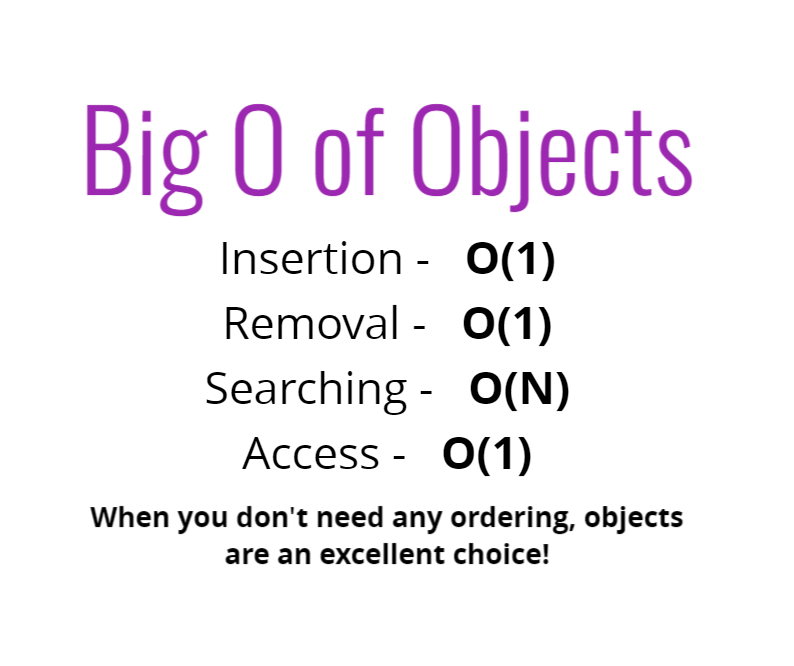 Big O of Objects
Insertion - O(1)
Removal - O(1)
Searching - O(N)
Access - O(1)
When you don't need any ordering, objects
are an excellent choice!